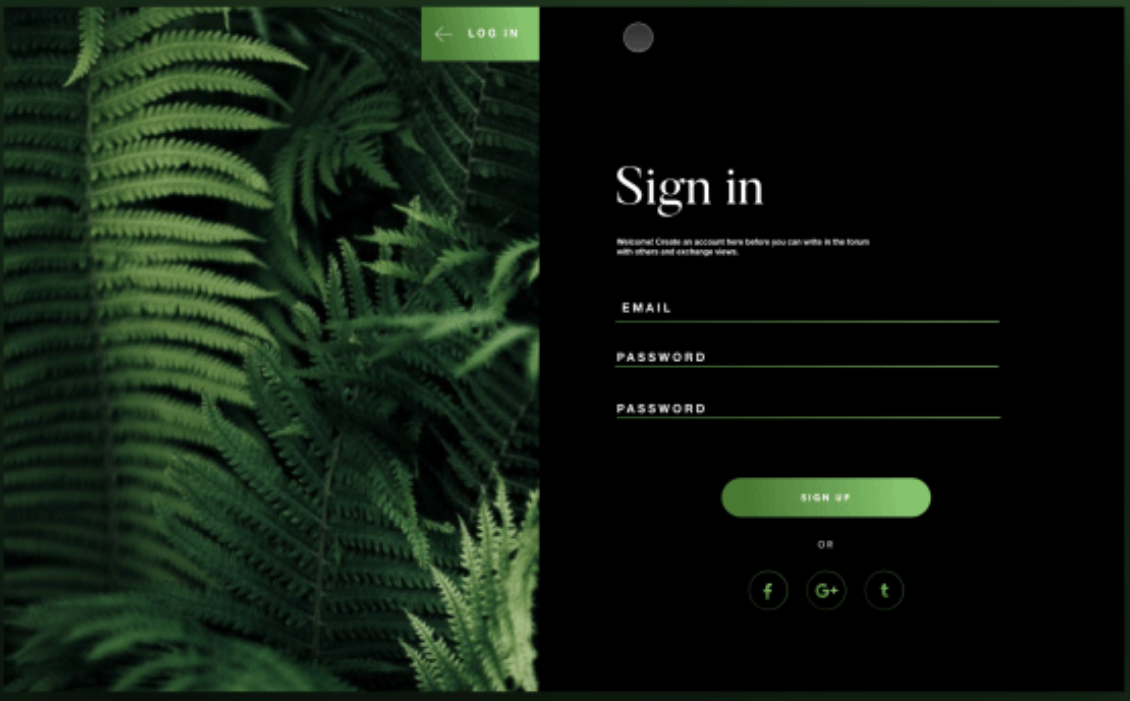 LOG IN
Sign in
Welcome! Create an account here before you can write in the forum
with others and exchange views.
EMAIL
PASSWORD
PASSWORD
SIGN UP
OR
f
G+
t